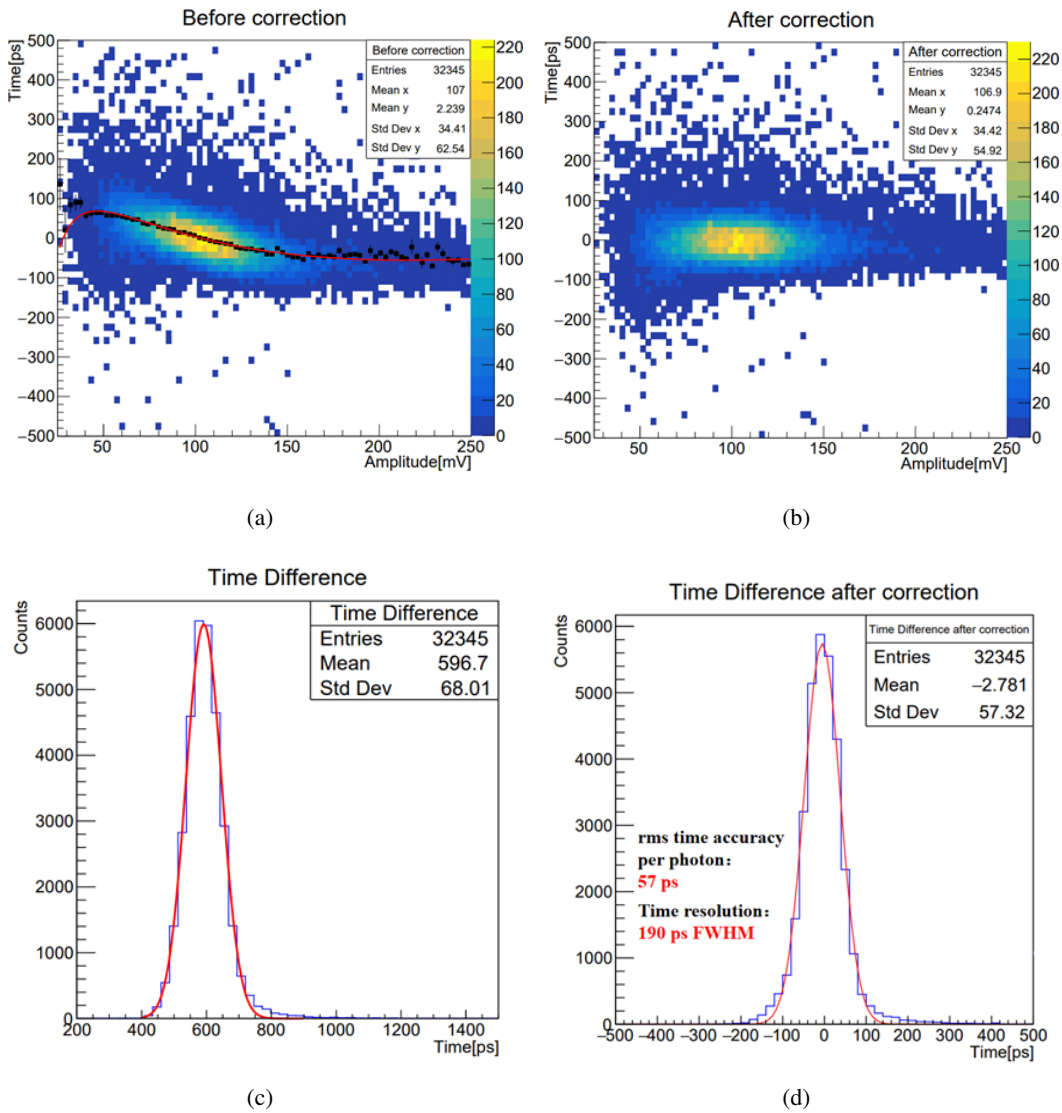 Before correction
Time[ps]
500
400
300
200
100
0
−100
−200
−300
−400
−500
50
100
150
200
250
Amplitude[mV]
Before correction
Entries 32345
Mean x 107
Mean y 2.239
Std Dev x 34.41
Std Dev y 62.54
220
200
180
160
140
120
100
80
60
40
20
0
(a)
After correction
Time[ps]
500
400
300
200
100
0
−100
−200
−300
−400
−500
50
100
150
200
250
Amplitude[mV]
After correction
Entries 32345
Mean x 106.9
Mean y 0.2474
Std Dev x 34.42
Std Dev y 54.92
220
200
180
160
140
120
100
80
60
40
20
0
(b)
Time Difference
Counts
6000
5000
4000
3000
2000
1000
0
200
400
600
800
1000
1200
1400
Time[ps]
Time Difference
Entries 32345
Mean 596.7
Std Dev 68.01
(c)
Time Difference after correction
Counts
6000
5000
4000
3000
2000
1000
0
−500
−400
−300
−200
−100
0
100
200
300
400
500
Time[ps]
Time Difference after correction
Entries 32345
Mean −2.781
Std Dev 57.32
rms time accuracy
per photon：
57 ps
Time resolution：
190 ps FWHM
(d)